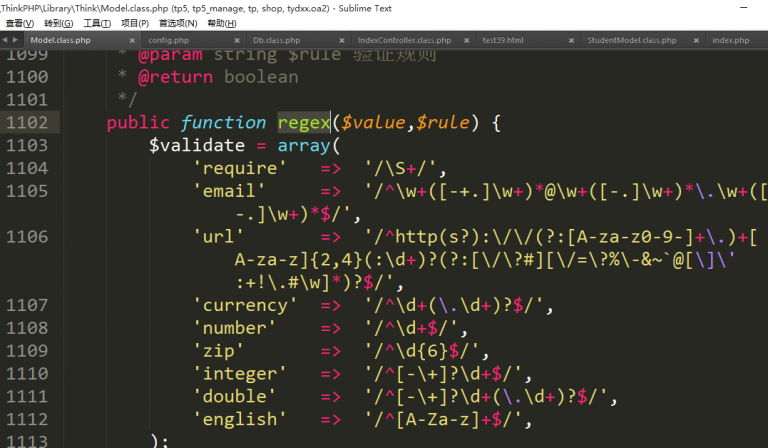 ThinkPHP\Library\Think\Model.class.php (tp5, tp5_manage, tp, shop, tydxx.oa2) - Sublime Text
查看(V) 转到(G) 工具(T) 项目(P) 首选项(N) 帮助(H)
Model.class.php × config.php × Db.class.php × IndexController.class.php × test39.html × StudentModel.class.php × index.php
1099 * @param string $rule 验证规则
1100 * @return boolean
1101 */
1102 public function regex($value,$rule) {
1103 $validate = array(
1104 'require' => '/\S+/',
1105 'email' => '/^\w+([-+.]\w+)*@\w+([-.]\w+)*\.\w+([
-.]\w+)*$/',
1106 'url' => '/^http(s?):\/\/(?:[A-za-z0-9-]+\.)+[
A-za-z]{2,4}(:\d+)?(?:[\/\?#][\/=\?%\-&~`@[\]\'
:+!\.#\w]*)?$/',
1107 'currency' => '/^\d+(\.\d+)?$/',
1108 'number' => '/^\d+$/',
1109 'zip' => '/^\d{6}$/',
1110 'integer' => '/^[-\+]?\d+$/',
1111 'double' => '/^[-\+]?\d+(\.\d+)?$/',
1112 'english' => '/^[A-Za-z]+$/',
1113 );